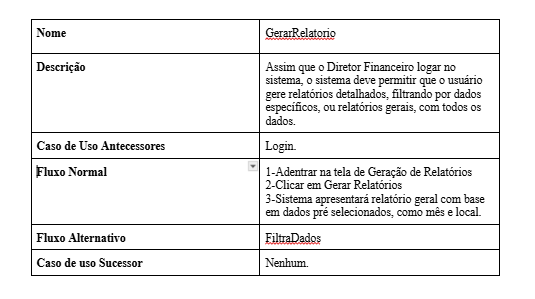 Nome
GerarRelatorio
Descrição
Assim que o Diretor Financeiro logar no
sistema, o sistema deve permitir que o usuário
gere relatórios detalhados, filtrando por dados
específicos, ou relatórios gerais, com todos os
dados.
Caso de Uso Antecessores
Login.
Fluxo Normal
1-Adentrar na tela de Geração de Relatórios
2-Clicar em Gerar Relatórios
3-Sistema apresentará relatório geral com base
em dados pré selecionados, como mês e local.
Fluxo Alternativo
FiltraDados
Caso de uso Sucessor
Nenhum.